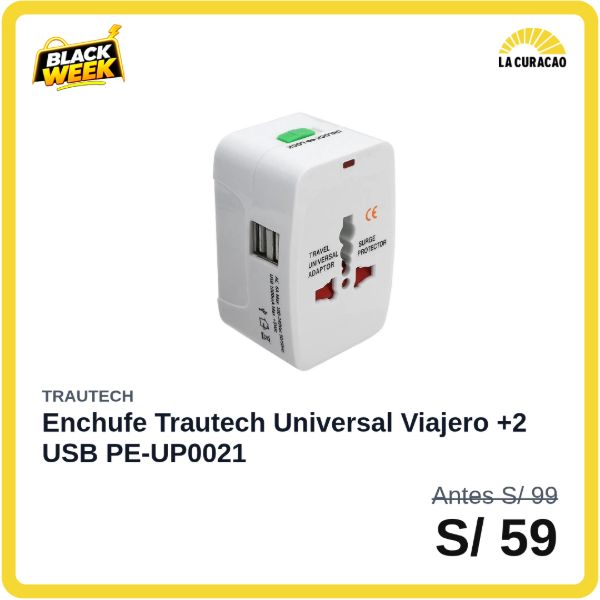 BLACK
WEEK
LA CURACAO
CE
TRAVEL
UNIVERSAL
ADAPTOR
SURGE
PROTECTOR
TRAUTECH
Enchufe Trautech Universal Viajero +2
USB PE-UP0021
Antes S/ 99
S/ 59